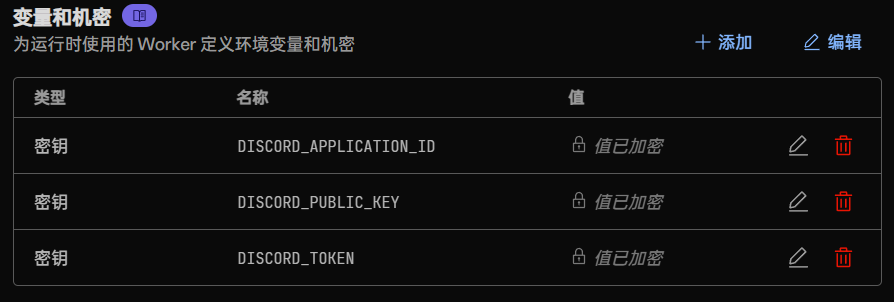 变量和机密
为运行时使用的 Worker 定义环境变量和机密
添加 编辑
类型 名称 值
密钥 DISCORD_APPLICATION_ID 值已加密
密钥 DISCORD_PUBLIC_KEY 值已加密
密钥 DISCORD_TOKEN 值已加密